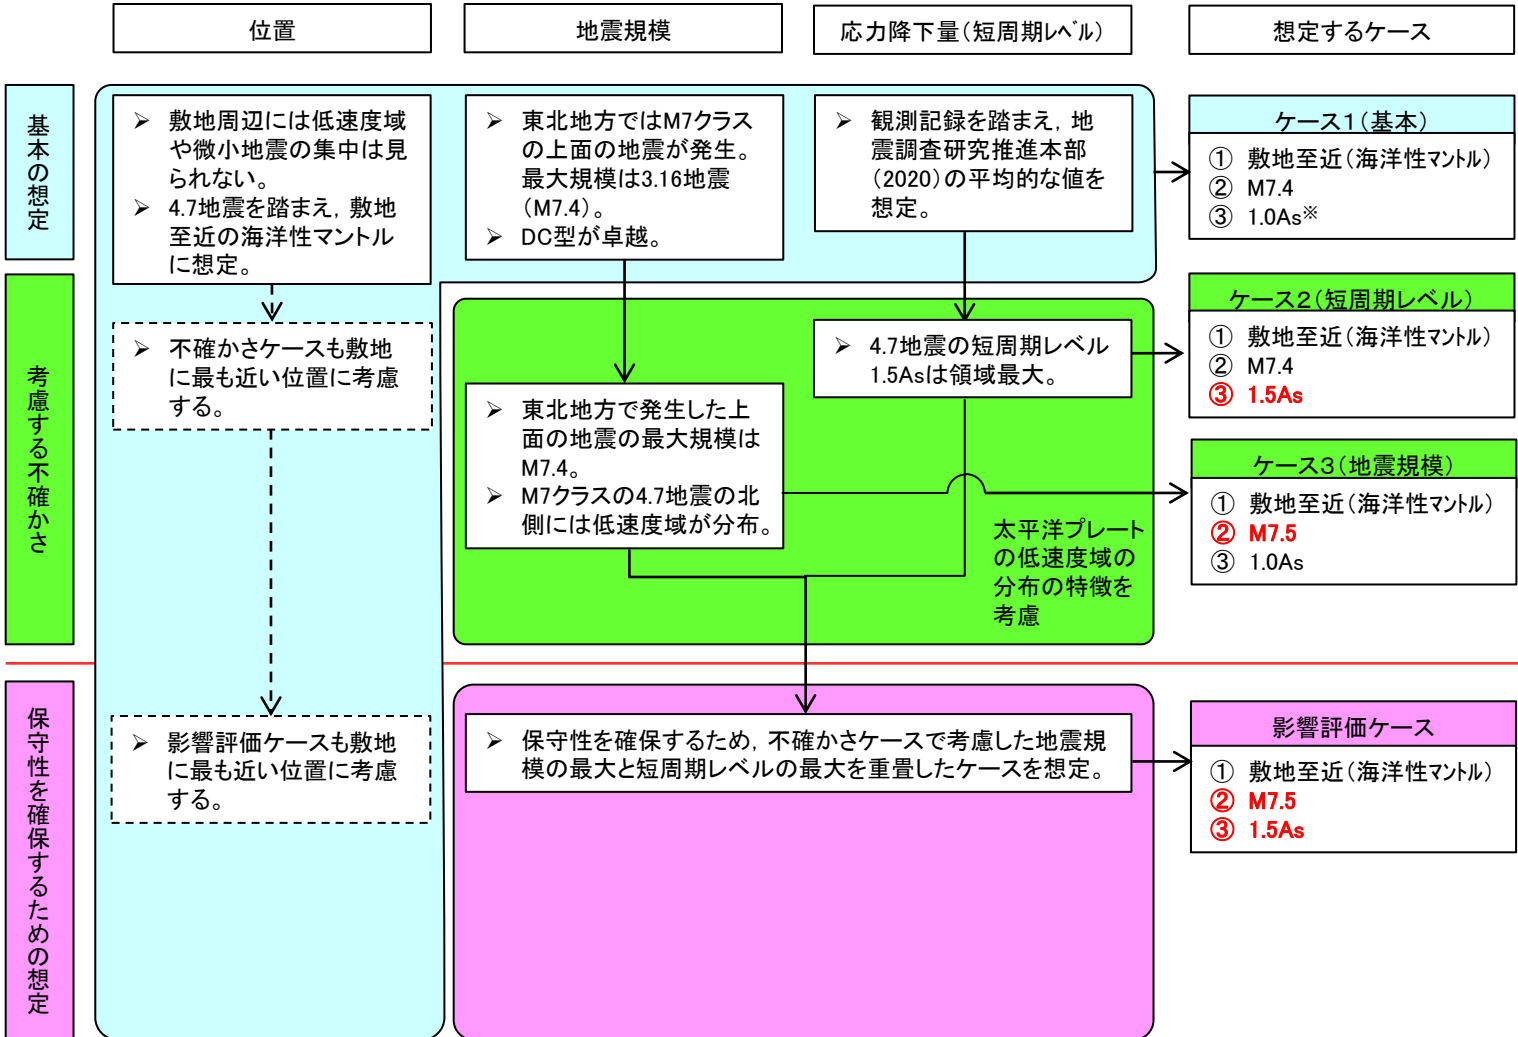 位置
地震規模
応力降下量(短周期ﾚﾍﾞﾙ)
想定するケース
基本の想定
➢ 敷地周辺には低速度域
や微小地震の集中は見
られない。
➢ 4.7地震を踏まえ，敷地
至近の海洋性マントル
に想定。
➢ 東北地方ではM7クラス
の上面の地震が発生。
最大規模は3.16地震
(M7.4)。
➢ DC型が卓越。
➢ 観測記録を踏まえ，地
震調査研究推進本部
(2020)の平均的な値を
想定。
ケース1(基本)
① 敷地至近(海洋性ﾏﾝﾄﾙ)
② M7.4
③ 1.0As※
考慮する不確かさ
➢ 不確かさケースも敷地
に最も近い位置に考慮
する。
➢ 東北地方で発生した上
面の地震の最大規模は
M7.4。
➢ M7クラスの4.7地震の北
側には低速度域が分布。
➢ 4.7地震の短周期レベル
1.5Asは領域最大。
太平洋プレート
の低速度域の
分布の特徴を
考慮
ケース2(短周期レベル)
① 敷地至近(海洋性ﾏﾝﾄﾙ)
② M7.4
③ 1.5As
ケース3(地震規模)
① 敷地至近(海洋性ﾏﾝﾄﾙ)
② M7.5
③ 1.0As
保守性を確保するための想定
➢ 影響評価ケースも敷地
に最も近い位置に考慮
する。
➢ 保守性を確保するため，不確かさケースで考慮した地震規
模の最大と短周期レベルの最大を重畳したケースを想定。
影響評価ケース
① 敷地至近(海洋性ﾏﾝﾄﾙ)
② M7.5
③ 1.5As